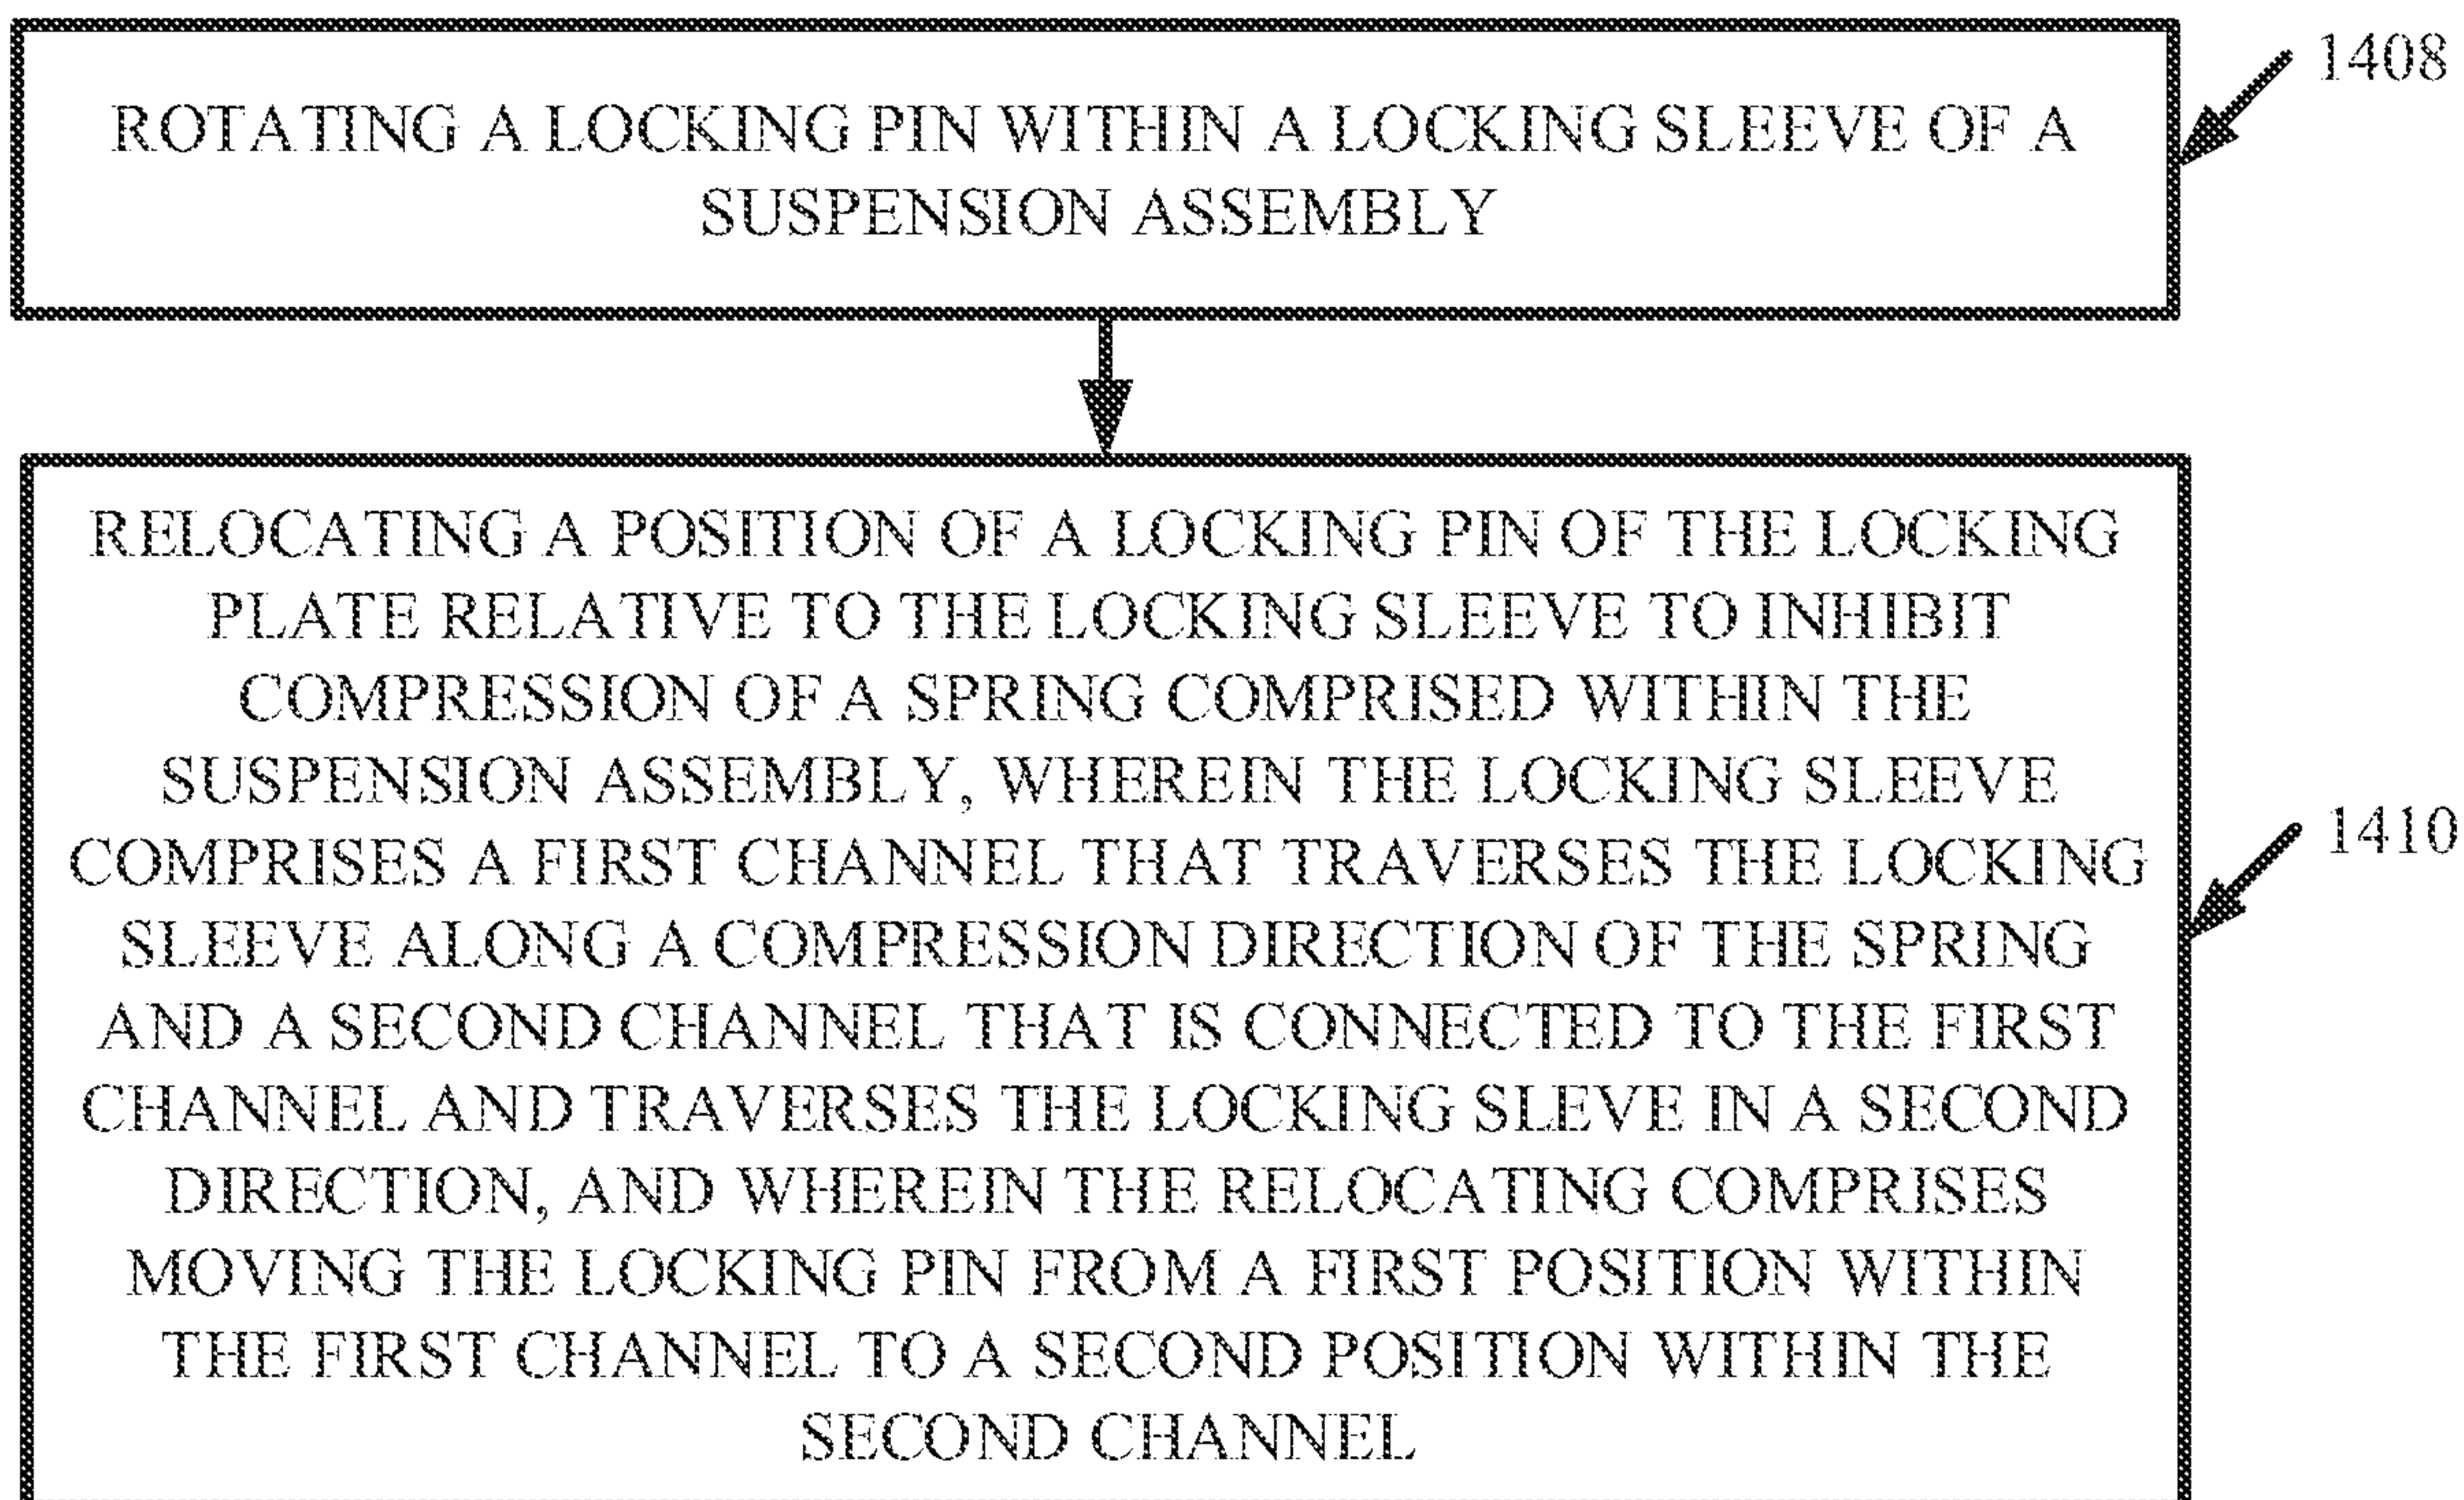 ROTATING A LOCKING PIN WITHIN A LOCKING SLEEVE OF A
SUSPENSION ASSEMBLY
1408
RELOCATING A POSITION OF A LOCKING PIN OF THE LOCKING
PLATE RELATIVE TO THE LOCKING SLEEVE TO INHIBIT
COMPRESSION OF A SPRING COMPRISED WITHIN THE
SUSPENSION ASSEMBLY, WHEREIN THE LOCKING SLEEVE
COMPRISES A FIRST CHANNEL THAT TRAVERSES THE LOCKING
SLEEVE ALONG A COMPRESSION DIRECTION OF THE SPRING
AND A SECOND CHANNEL THAT IS CONNECTED TO THE FIRST
CHANNEL AND TRAVERSES THE LOCKING SLEVE IN A SECOND
DIRECTION, AND WHEREIN THE RELOCATING COMPRISES
MOVING THE LOCKING PIN FROM A FIRST POSITION WITHIN
THE FIRST CHANNEL TO A SECOND POSITION WITHIN THE
SECOND CHANNEL
1410